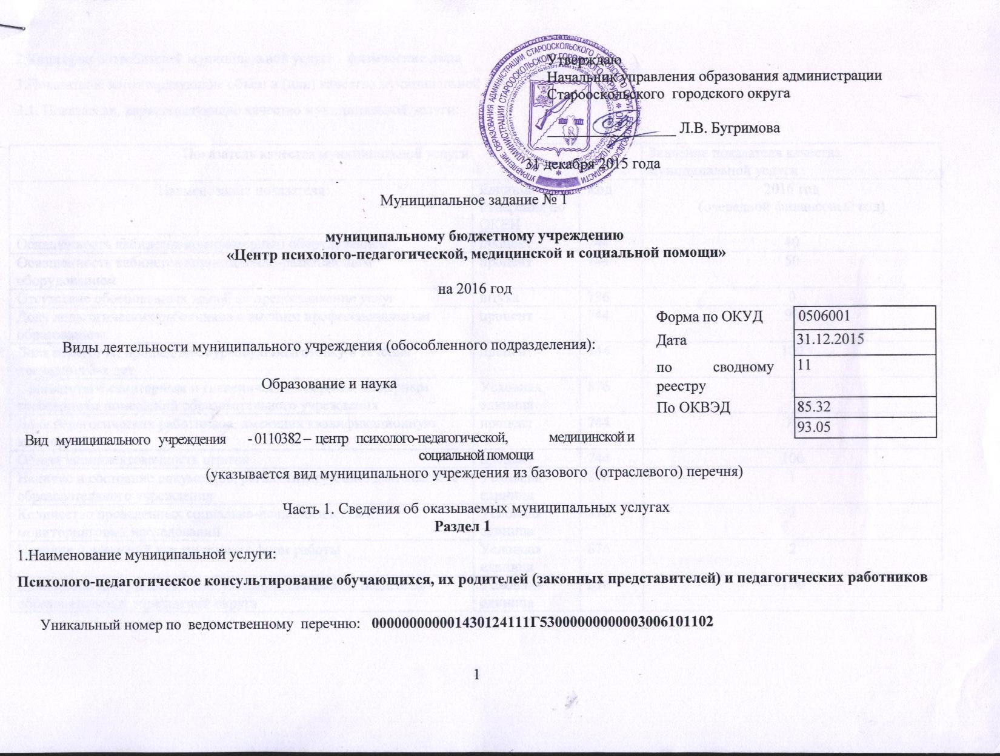 Утверждаю
Начальник управления образования администрации
Старооскольского городского округа
Л.В. Бугримова
31 декабря 2015 года
Муниципальное задание № 1
муниципальному бюджетному учреждению
«Центр психолого-педагогической, медицинской и социальной помощи»
на 2016 год
Форма по ОКУД 0506001
Дата 31.12.2015
по сводному реестру 11
По ОКВЭД 85.32
93.05
Виды деятельности муниципального учреждения (обособленного подразделения):
Образование и наука
Вид муниципального учреждения - 0110382 – центр психолого-педагогической, медицинской и
социальной помощи
(указывается вид муниципального учреждения из базового (отраслевого) перечня)
Часть 1. Сведения об оказываемых муниципальных услугах
Раздел 1
1.Наименование муниципальной услуги:
Психолого-педагогическое консультирование обучающихся, их родителей (законных представителей) и педагогических работников
Уникальный номер по ведомственному перечню: 000000000001430124111Г53000000000003006101102
1